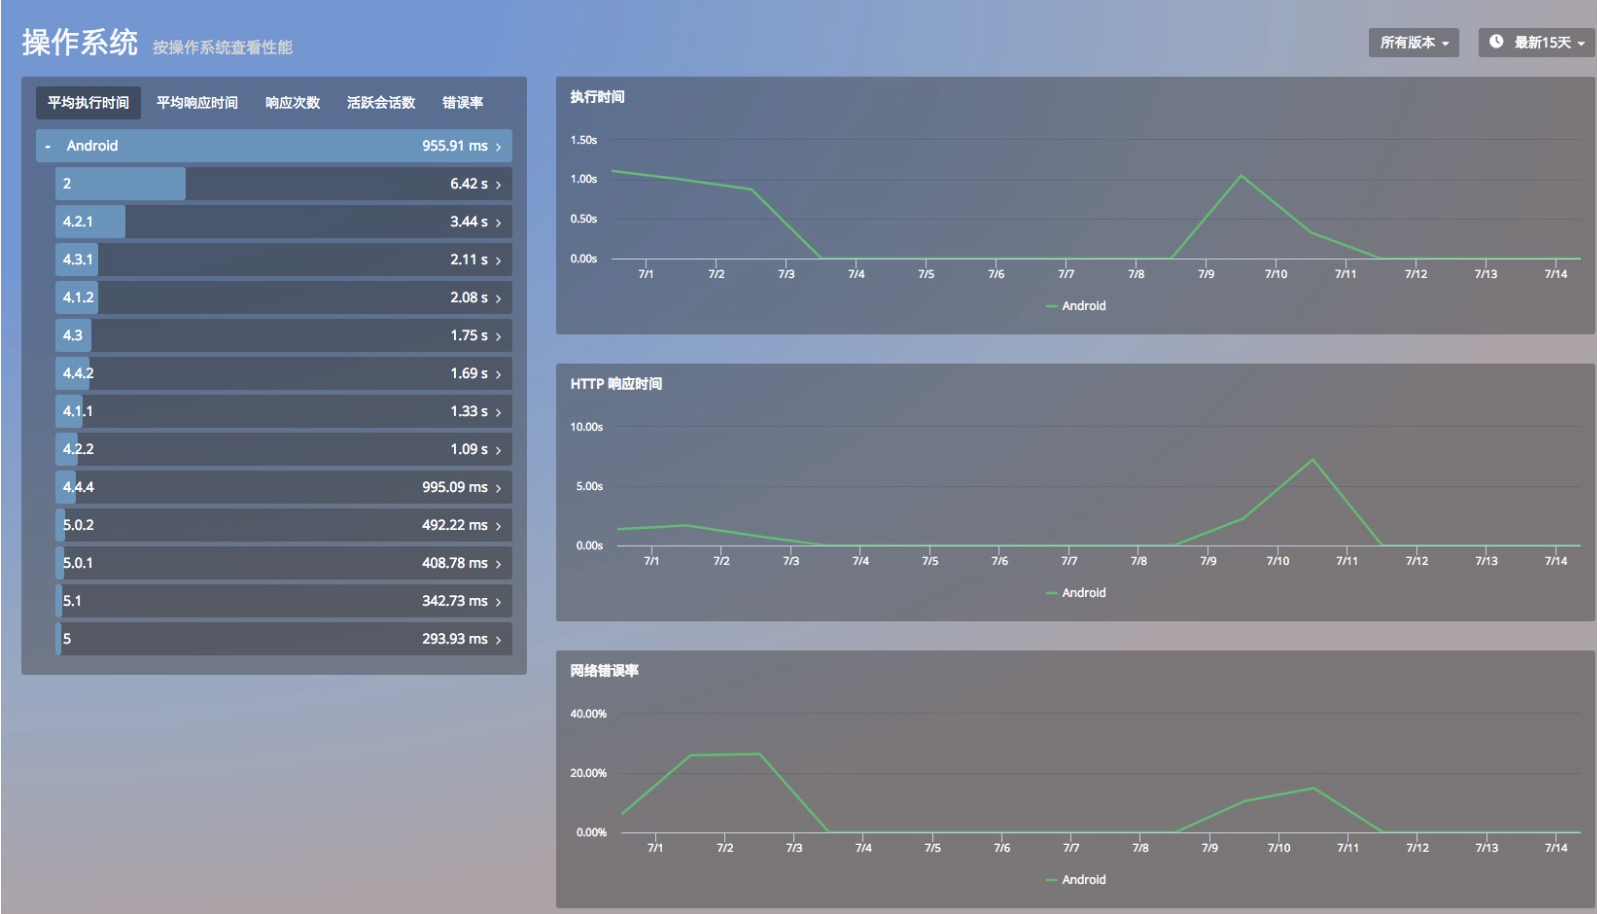 操作系统 按操作系统查看性能
所有版本 最新15天
平均执行时间 平均响应时间 响应次数 活跃会话数 错误率
- Android 955.91 ms
2 6.42 s
4.2.1 3.44 s
4.3.1 2.11 s
4.1.2 2.08 s
4.3 1.75 s
4.4.2 1.69 s
4.1.1 1.33 s
4.2.2 1.09 s
4.4.4 995.09 ms
5.0.2 492.22 ms
5.0.1 408.78 ms
5.1 342.73 ms
5 293.93 ms
执行时间
1.50s
1.00s
0.50s
0.00s
7/1 7/2 7/3 7/4 7/5 7/6 7/7 7/8 7/9 7/10 7/11 7/12 7/13 7/14
Android
HTTP 响应时间
10.00s
5.00s
0.00s
7/1 7/2 7/3 7/4 7/5 7/6 7/7 7/8 7/9 7/10 7/11 7/12 7/13 7/14
Android
网络错误率
40.00%
20.00%
0.00%
7/1 7/2 7/3 7/4 7/5 7/6 7/7 7/8 7/9 7/10 7/11 7/12 7/13 7/14
Android